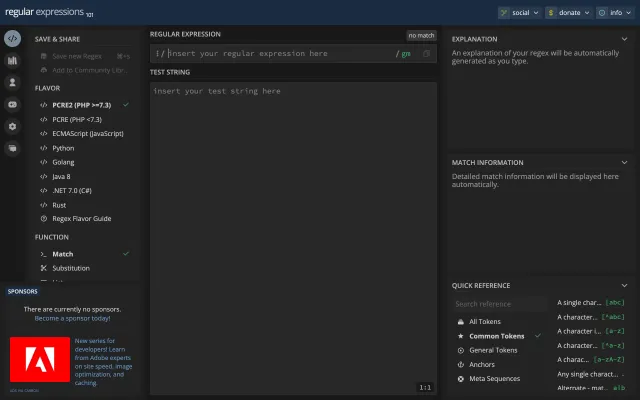 regular expressions 101
social
donate
info
SAVE & SHARE
Save new Regex
⌘+s
Add to Community Libr...
FLAVOR
PCRE2 (PHP >=7.3)
PCRE (PHP <7.3)
ECMAScript (JavaScript)
Python
Golang
Java 8
.NET 7.0 (C#)
Rust
Regex Flavor Guide
FUNCTION
Match
Substitution
SPONSORS
There are currently no sponsors.
Become a sponsor today!
New series for
developers! Learn
from Adobe experts
on site speed, image
optimization, and
caching.
REGULAR EXPRESSION
no match
/ insert your regular expression here
/ gm
TEST STRING
insert your test string here
1:1
EXPLANATION
An explanation of your regex will be automatically
generated as you type.
MATCH INFORMATION
Detailed match information will be displayed here
automatically.
QUICK REFERENCE
Search reference
All Tokens
Common Tokens
General Tokens
Anchors
Meta Sequences
A single char... [abc]
A character... [^abc]
A character i... [a-z]
A character... [^a-z]
A charac... [a-zA-Z]
Any single charact... .
Alternate - mat... a|b